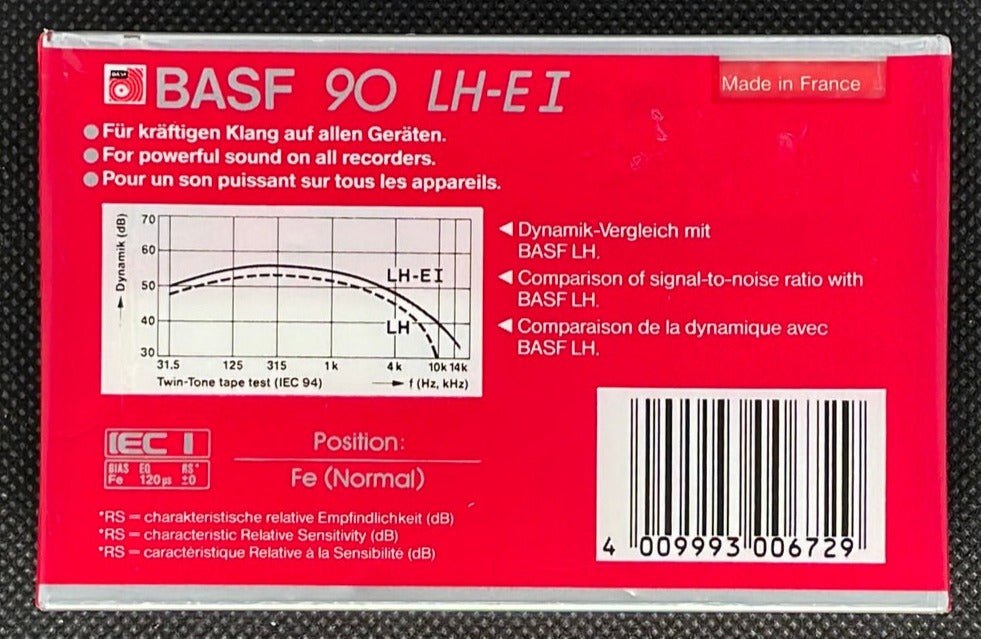 BASF
BASF 90 LH-E I
Made in France
Für kräftigen Klang auf allen Geräten.
For powerful sound on all recorders.
Pour un son puissant sur tous les appareils.
Dynamik (dB)
70
60
50
40
30
LH-E I
LH
31.5 125 315 1k 4k 10k 14k
Twin-Tone tape test (IEC 94) f (Hz, kHz)
Dynamik-Vergleich mit
BASF LH.
Comparison of signal-to-noise ratio with
BASF LH.
Comparaison de la dynamique avec
BASF LH.
IEC I
BIAS EQ RS*
Fe 120µs ±0
Position:
Fe (Normal)
*RS = charakteristische relative Empfindlichkeit (dB)
*RS = characteristic Relative Sensitivity (dB)
*RS = caractéristique Relative à la Sensibilité (dB)
4 009993 006729